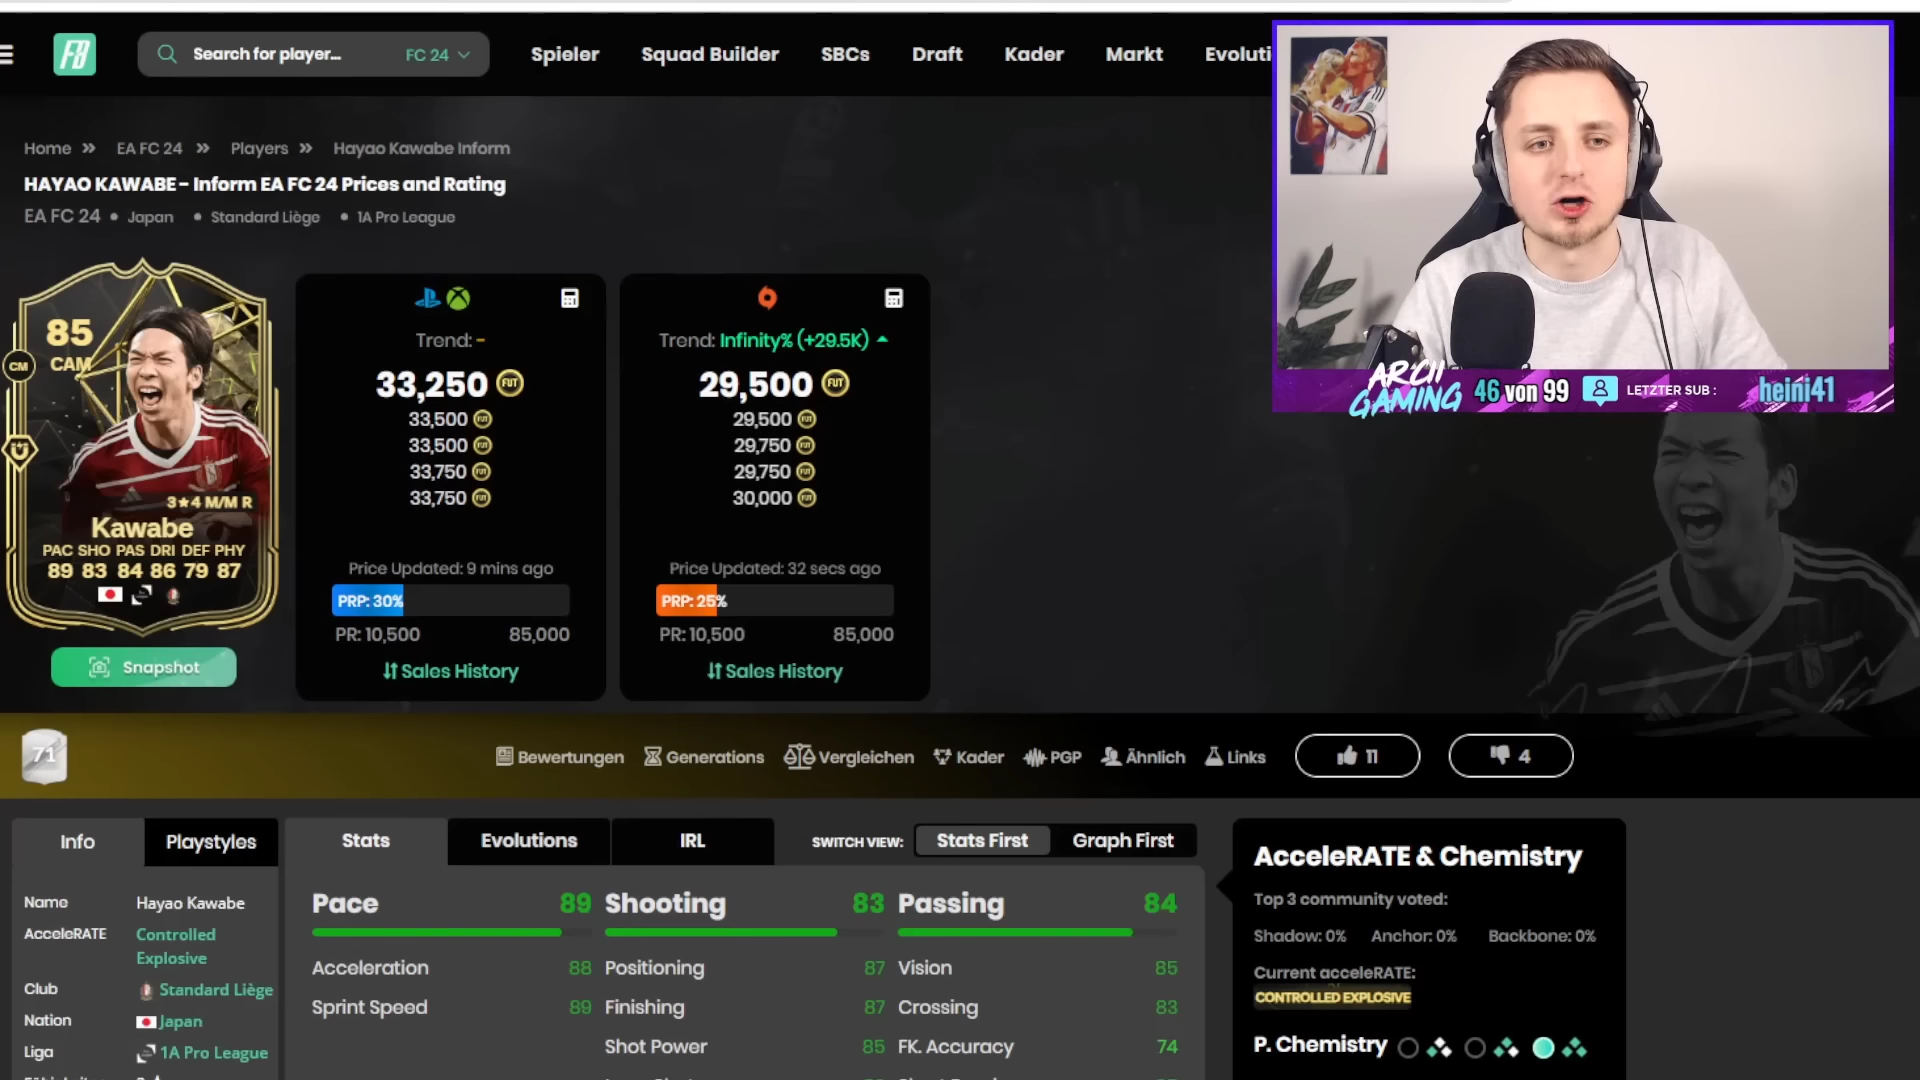 Search for player... FC 24
Spieler Squad Builder SBCs Draft Kader Markt Evoluti
Home » EA FC 24 » Players » Hayao Kawabe Inform
HAYAO KAWABE - Inform EA FC 24 Prices and Rating
EA FC 24 • Japan • Standard Liège • 1A Pro League
85
CAM
CM
3★4 M/M R
Kawabe
PAC SHO PAS DRI DEF PHY
89 83 84 86 79 87
Snapshot
Trend: -
33,250
33,500
33,500
33,750
33,750
Price Updated: 9 mins ago
PRP: 30%
PR: 10,500 85,000
Sales History
Trend: Infinity% (+29.5K)
29,500
29,500
29,750
29,750
30,000
Price Updated: 32 secs ago
PRP: 25%
PR: 10,500 85,000
Sales History
ARCII
GAMING
46 von 99
LETZTER SUB :
heini41
71
Bewertungen Generations Vergleichen Kader PGP Ähnlich Links 11 4
Info Playstyles
Name Hayao Kawabe
AcceleRATE Controlled
Explosive
Club Standard Liège
Nation Japan
Liga 1A Pro League
Stats Evolutions IRL SWITCH VIEW: Stats First Graph First
Pace 89 Shooting 83 Passing 84
Acceleration 88 Positioning 87 Vision 85
Sprint Speed 89 Finishing 87 Crossing 83
Shot Power 85 FK. Accuracy 74
AcceleRATE & Chemistry
Top 3 community voted:
Shadow: 0% Anchor: 0% Backbone: 0%
Current acceleRATE:
CONTROLLED EXPLOSIVE
P. Chemistry